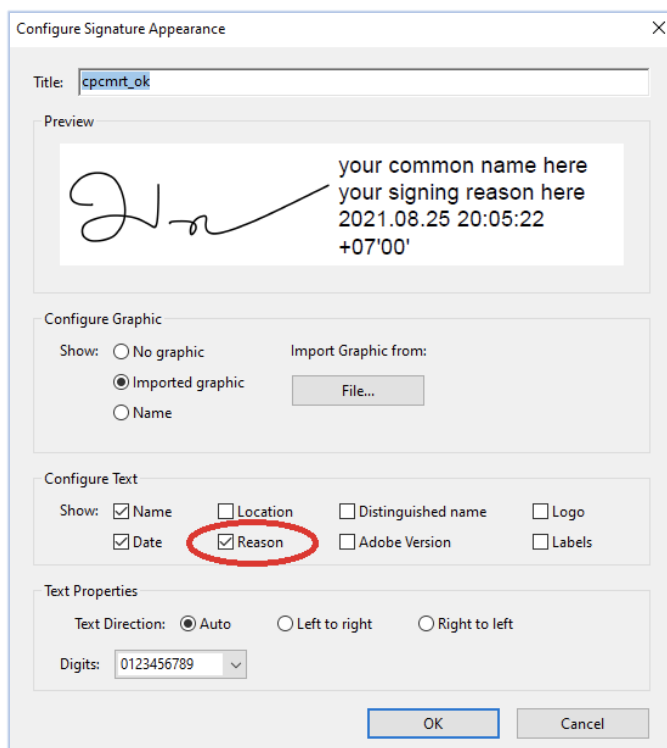 Configure Signature Appearance
Title: cpcmrt_ok
Preview
your common name here
your signing reason here
2021.08.25 20:05:22
+07'00'
Configure Graphic
Show: No graphic Import Graphic from:
Imported graphic File...
Name
Configure Text
Show: Name Location Distinguished name Logo
Date Reason Adobe Version Labels
Text Properties
Text Direction: Auto Left to right Right to left
Digits: 0123456789
OK Cancel